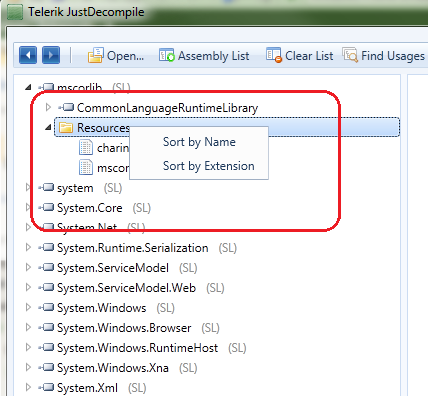 Telerik JustDecompile
Open... Assembly List Clear List Find Usages
mscorlib (SL)
CommonLanguageRuntimeLibrary
Resources
Sort by Name
charin
Sort by Extension
mscor
system (SL)
System.Core (SL)
System.Net (SL)
System.Runtime.Serialization (SL)
System.ServiceModel (SL)
System.ServiceModel.Web (SL)
System.Windows (SL)
System.Windows.Browser (SL)
System.Windows.RuntimeHost (SL)
System.Windows.Xna (SL)
System.Xml (SL)